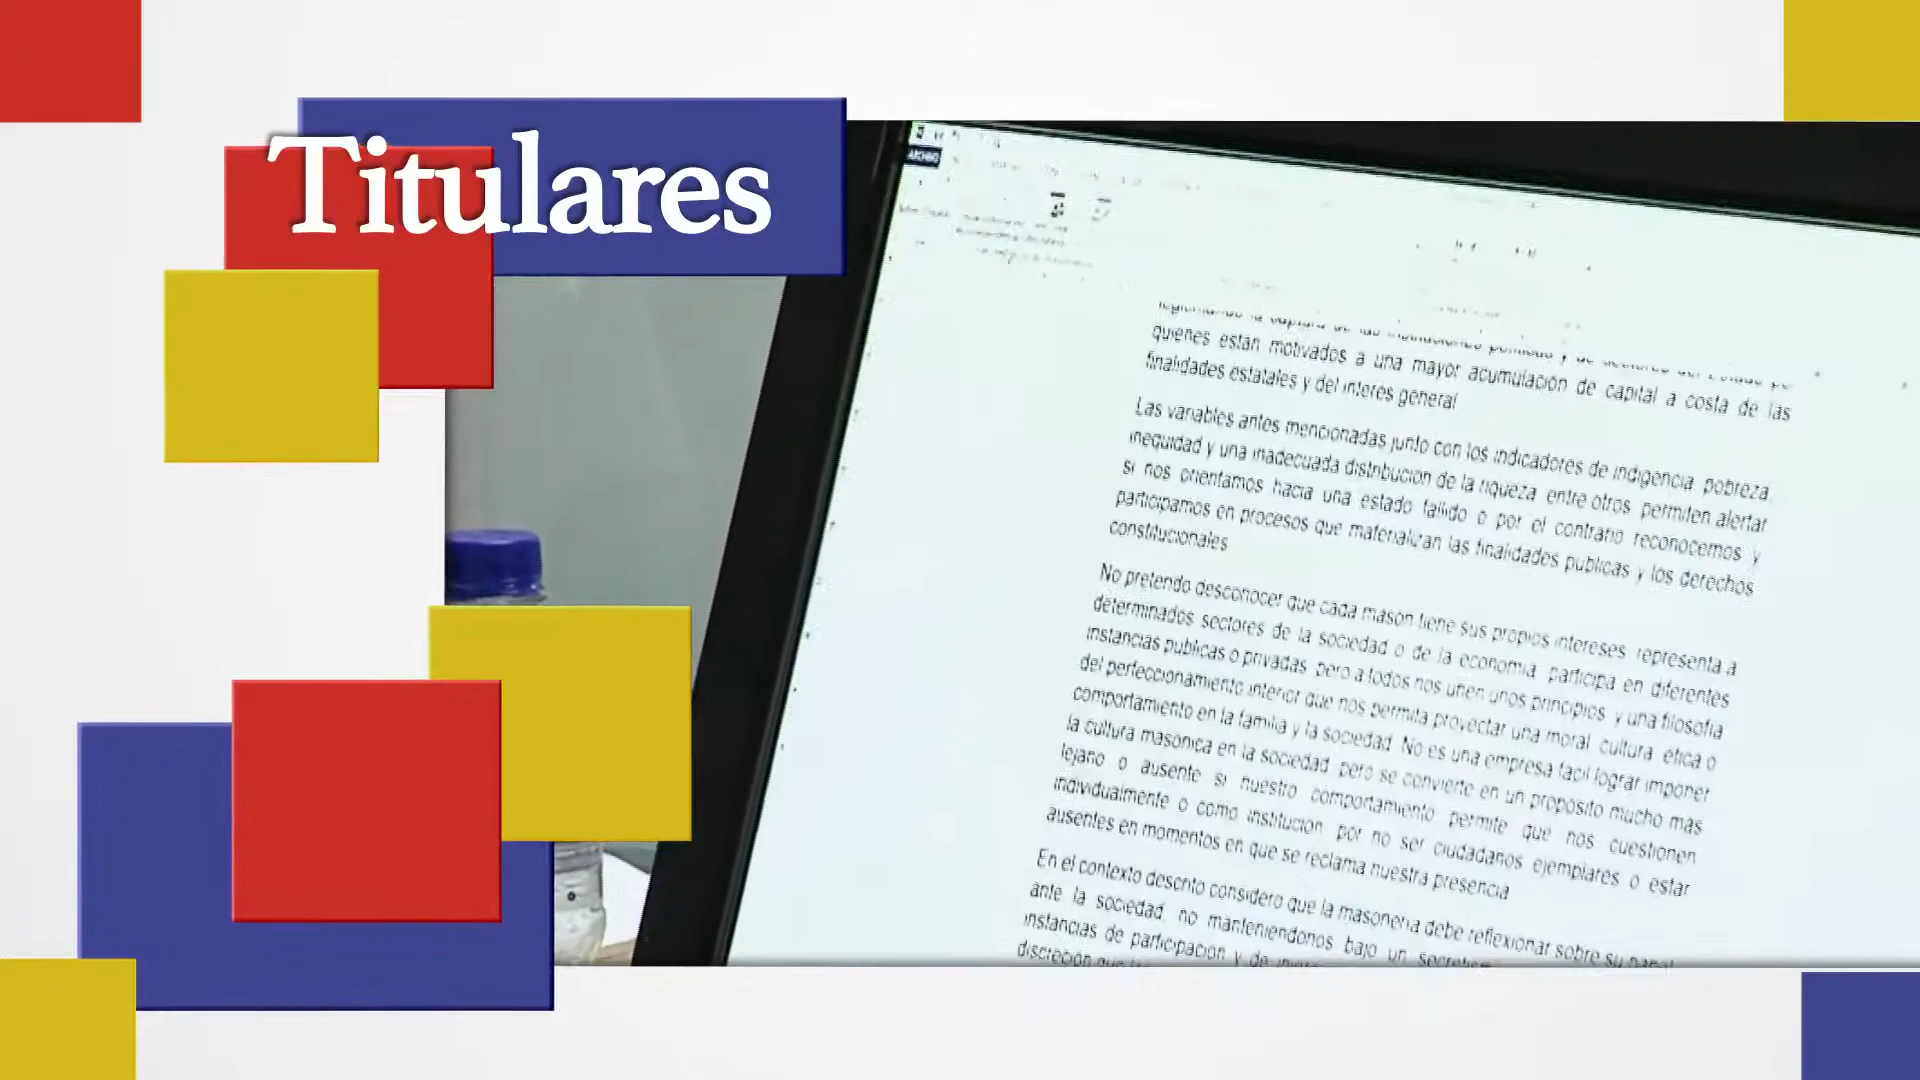 Titulares
ARCHIVO
quienes están motivados a una mayor acumulación de capital a costa de las
finalidades estatales y del interes general
Las variables antes mencionadas junto con los indicadores de indigencia pobreza
inequidad y una inadecuada distribucion de la riqueza entre otros permiten alertar
si nos orientamos hacia una estado fallido o por el contrario reconocemos y
participamos en procesos que materializan las finalidades publicas y los derechos
constitucionales
No pretendo desconocer que cada mason tiene sus propios intereses representa a
determinados sectores de la sociedad o de la economia participa en diferentes
instancias publicas o privadas pero a todos nos unen unos principios y una filosofia
del perfeccionamiento interior que nos permita proyectar una moral cultura ética o
comportamiento en la familia y la sociedad No es una empresa facil lograr imponer
la cultura masonica en la sociedad pero se convierte en un proposito mucho mas
lejano o ausente si nuestro comportamiento permite que nos cuestionen
individualmente o como institucion por no ser ciudadanos ejemplares o estar
ausentes en momentos en que se reclama nuestra presencia
En el contexto descrito considero que la masoneria debe reflexionar sobre su papel
ante la sociedad no manteniendonos bajo un
instancias de participacion y de
discreción que